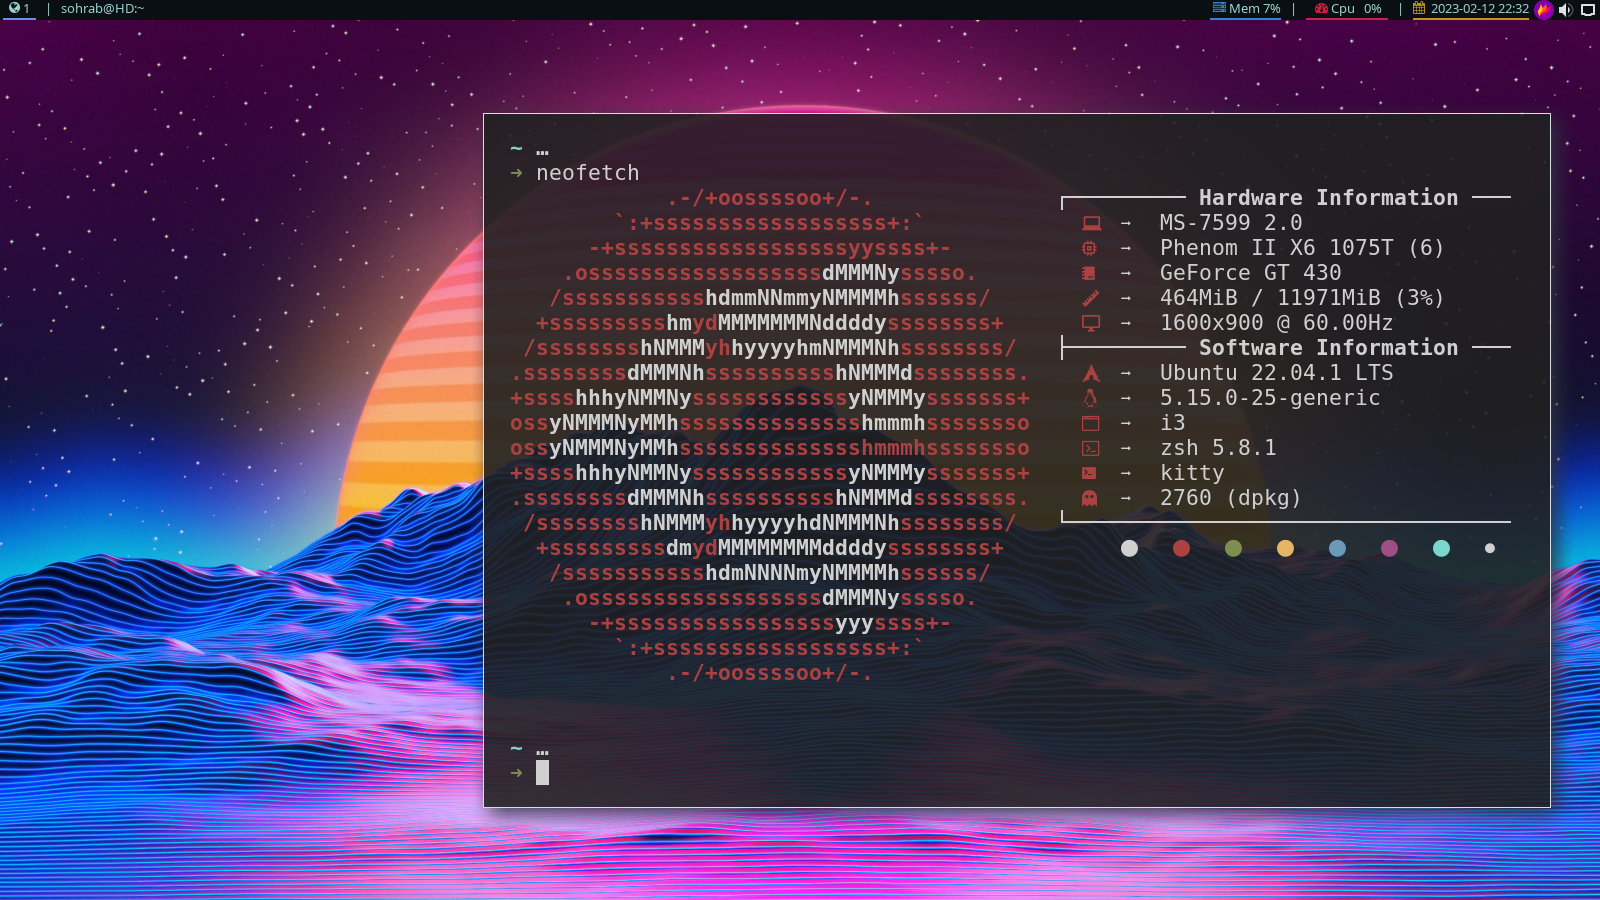 1 | sohrab@HD:~ Mem 7% | Cpu 0% | 2023-02-12 22:32
~ …
→ neofetch
.-/+oossssoo+/-.
`:+ssssssssssssssssss+:`
-+ssssssssssssssssssyyssss+-
.ossssssssssssssssssdMMMNysssso.
/ssssssssssshdmmNNmmyNMMMMhssssss/
+ssssssssshmydMMMMMMMNddddyssssssss+
/sssssssshNMMMyhhyyyyhmNMMMNhssssssss/
.ssssssssdMMMNhsssssssssshNMMMdssssssss.
+sssshhhyNMMNyssssssssssssyNMMMysssssss+
ossyNMMMNyMMhsssssssssssssshmmmhssssssso
ossyNMMMNyMMhsssssssssssssshmmmhssssssso
+sssshhhyNMMNyssssssssssssyNMMMysssssss+
.ssssssssdMMMNhsssssssssshNMMMdssssssss.
/sssssssshNMMMyhhyyyyhdNMMMNhssssssss/
+sssssssssdmydMMMMMMMMddddyssssssss+
/ssssssssssshdmNNNNmyNMMMMhssssss/
.ossssssssssssssssssdMMMNysssso.
-+sssssssssssssssssyyyssss+-
`:+ssssssssssssssssss+:`
.-/+oossssoo+/-.
Hardware Information
→ MS-7599 2.0
→ Phenom II X6 1075T (6)
→ GeForce GT 430
→ 464MiB / 11971MiB (3%)
→ 1600x900 @ 60.00Hz
Software Information
→ Ubuntu 22.04.1 LTS
→ 5.15.0-25-generic
→ i3
→ zsh 5.8.1
→ kitty
→ 2760 (dpkg)
~ …
→